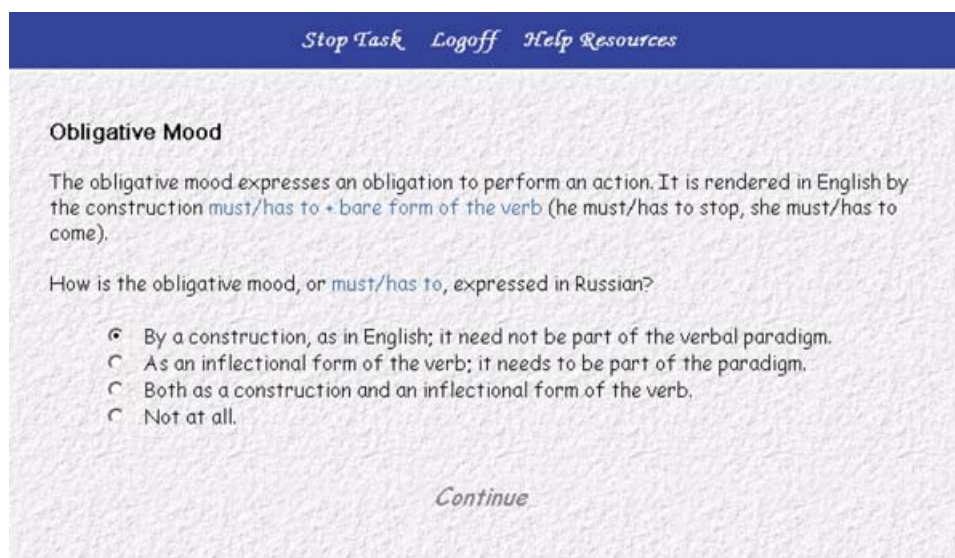 Stop Task Logoff Help Resources
Obligative Mood
The obligative mood expresses an obligation to perform an action. It is rendered in English by
the construction must/has to + bare form of the verb (he must/has to stop, she must/has to
come).
How is the obligative mood, or must/has to, expressed in Russian?
By a construction, as in English; it need not be part of the verbal paradigm.
As an inflectional form of the verb; it needs to be part of the paradigm.
Both as a construction and an inflectional form of the verb.
Not at all.
Continue